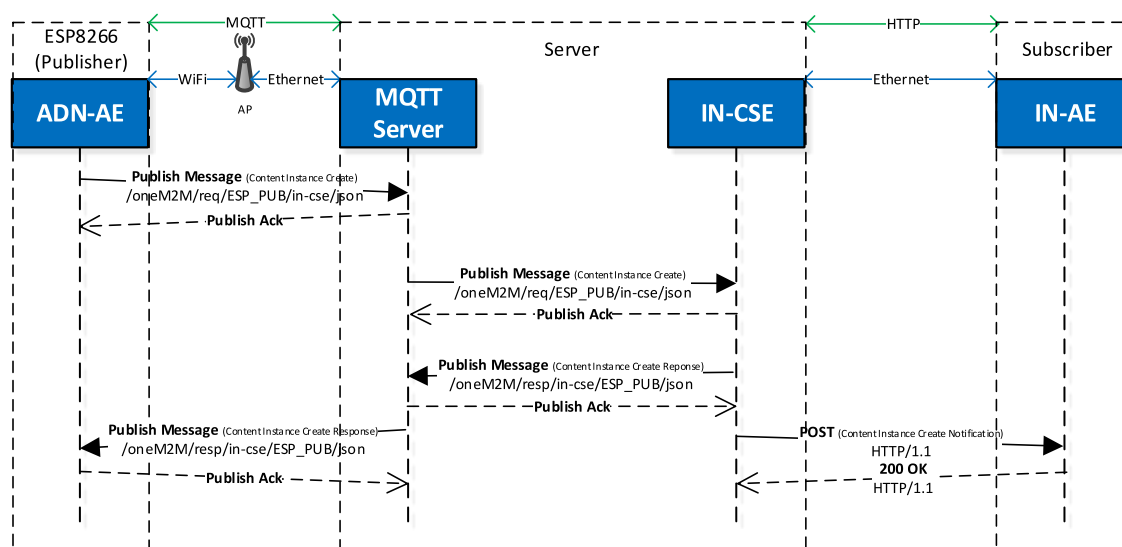 MQTT
HTTP
ESP8266
(Publisher)
Server
Subscriber
WiFi
Ethernet
Ethernet
AP
ADN-AE
MQTT
Server
IN-CSE
IN-AE
Publish Message (Content Instance Create)
/oneM2M/req/ESP_PUB/in-cse/json
Publish Ack
Publish Message (Content Instance Create)
/oneM2M/req/ESP_PUB/in-cse/json
Publish Ack
Publish Message (Content Instance Create Reponse)
/oneM2M/resp/in-cse/ESP_PUB/json
Publish Ack
Publish Message (Content Instance Create Response)
/oneM2M/resp/in-cse/ESP_PUB/json
Publish Ack
POST (Content Instance Create Notification)
HTTP/1.1
200 OK
HTTP/1.1